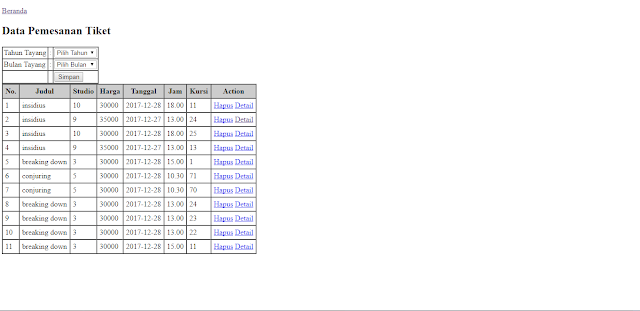 Beranda
Data Pemesanan Tiket
Tahun Tayang : Pilih Tahun
Bulan Tayang : Pilih Bulan
Simpan
No. Judul Studio Harga Tanggal Jam Kursi Action
1 insidius 10 30000 2017-12-28 18.00 11 Hapus Detail
2 insidius 9 35000 2017-12-27 13.00 24 Hapus Detail
3 insidius 10 30000 2017-12-28 18.00 25 Hapus Detail
4 insidius 9 35000 2017-12-27 13.00 13 Hapus Detail
5 breaking down 3 30000 2017-12-28 15.00 1 Hapus Detail
6 conjuring 5 30000 2017-12-28 10.30 71 Hapus Detail
7 conjuring 5 30000 2017-12-28 10.30 70 Hapus Detail
8 breaking down 3 30000 2017-12-28 13.00 24 Hapus Detail
9 breaking down 3 30000 2017-12-28 13.00 23 Hapus Detail
10 breaking down 3 30000 2017-12-28 13.00 22 Hapus Detail
11 breaking down 3 30000 2017-12-28 15.00 11 Hapus Detail